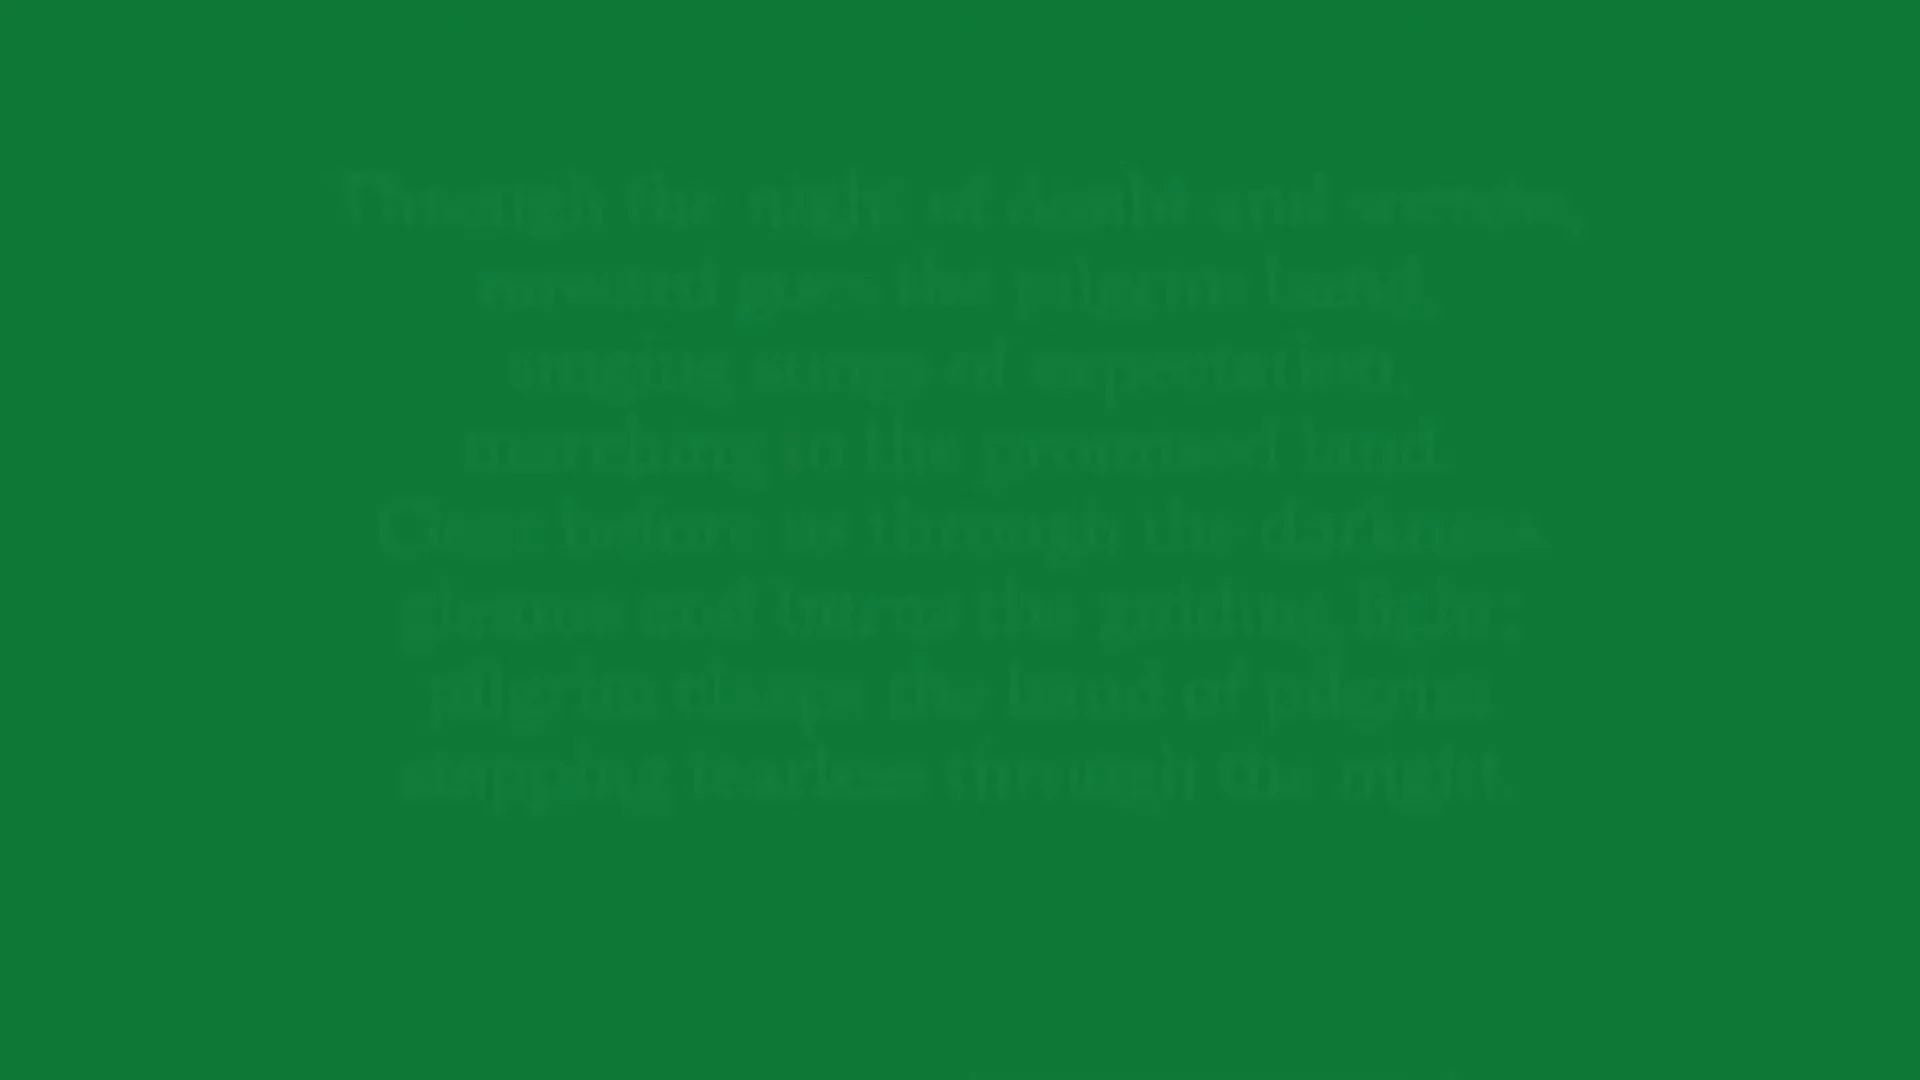 Through the night of doubt and sorrow,
onward goes the pilgrim band,
singing songs of expectation,
marching to the promised land.
Clear before us through the darkness
gleams and burns the guiding light;
pilgrim clasps the hand of pilgrim
stepping fearless through the night.